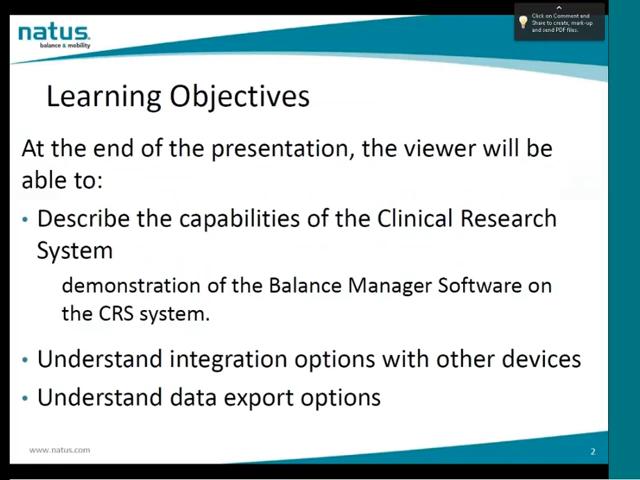 natus.
balance & mobility
Click on Comment and
Share to create, mark-up
and send PDF files.
Learning Objectives
At the end of the presentation, the viewer will be
able to:
• Describe the capabilities of the Clinical Research
System
demonstration of the Balance Manager Software on
the CRS system.
• Understand integration options with other devices
• Understand data export options
www.natus.com
2